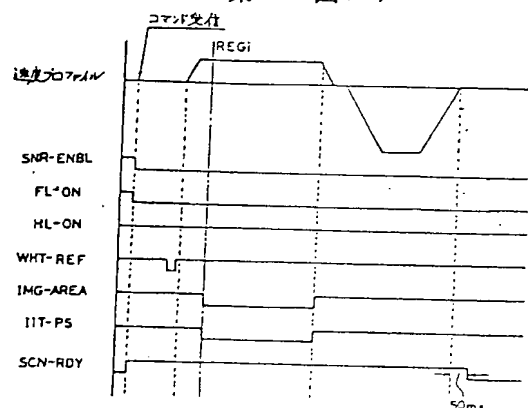 コマンド受信
REGi
速度プロファイル
SNR-ENBL
FL-ON
HL-ON
WHT-REF
IMG-AREA
IIT-PS
SCN-RDY
50ms